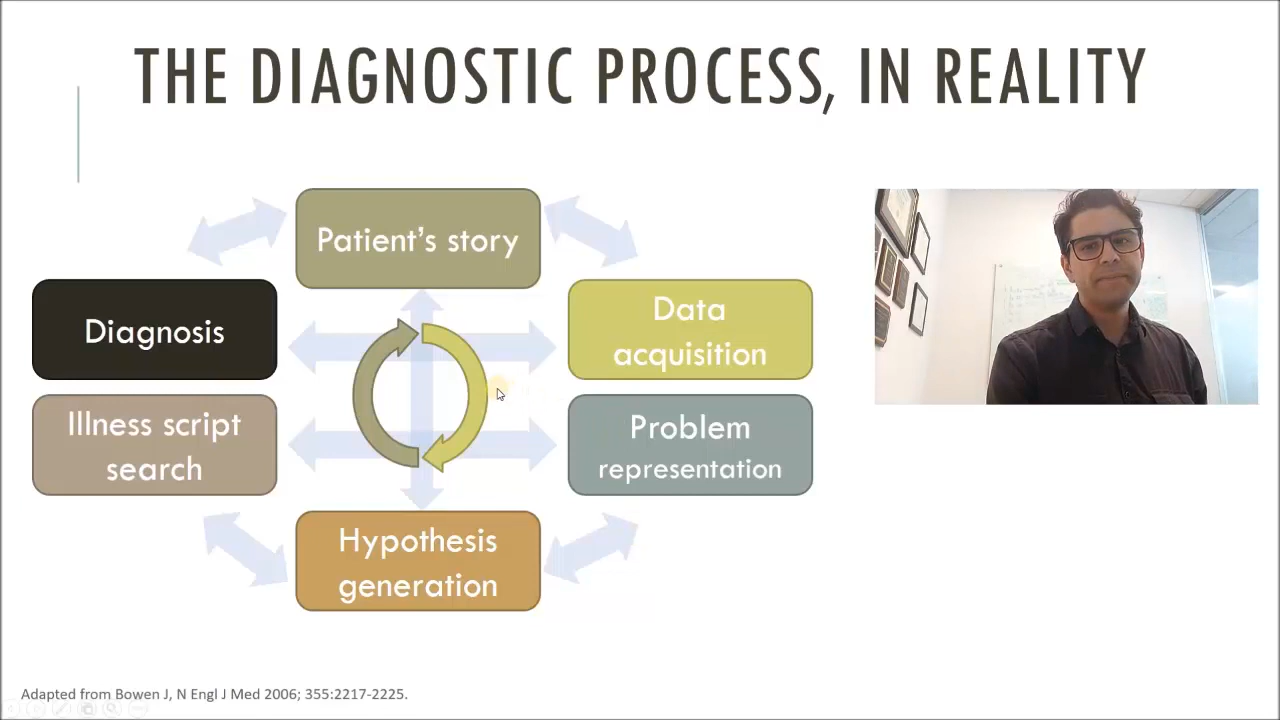 THE DIAGNOSTIC PROCESS, IN REALITY
Patient's story
Diagnosis
Data
acquisition
Illness script
search
Problem
representation
Hypothesis
generation
Adapted from Bowen J, N Engl J Med 2006; 355:2217-2225.